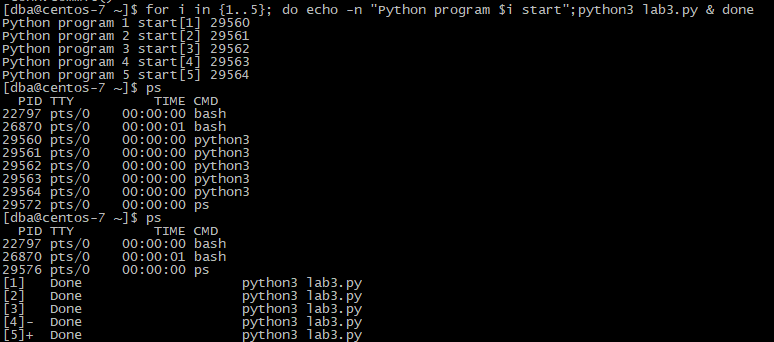 [dba@centos-7 ~]$ for i in {1..5}; do echo -n "Python program $i start";python3 lab3.py & done
Python program 1 start[1] 29560
Python program 2 start[2] 29561
Python program 3 start[3] 29562
Python program 4 start[4] 29563
Python program 5 start[5] 29564
[dba@centos-7 ~]$ ps
  PID TTY          TIME CMD
22797 pts/0    00:00:00 bash
26870 pts/0    00:00:01 bash
29560 pts/0    00:00:00 python3
29561 pts/0    00:00:00 python3
29562 pts/0    00:00:00 python3
29563 pts/0    00:00:00 python3
29564 pts/0    00:00:00 python3
29572 pts/0    00:00:00 ps
[dba@centos-7 ~]$ ps
  PID TTY          TIME CMD
22797 pts/0    00:00:00 bash
26870 pts/0    00:00:01 bash
29576 pts/0    00:00:00 ps
[1]   Done                    python3 lab3.py
[2]   Done                    python3 lab3.py
[3]   Done                    python3 lab3.py
[4]-  Done                    python3 lab3.py
[5]+  Done                    python3 lab3.py